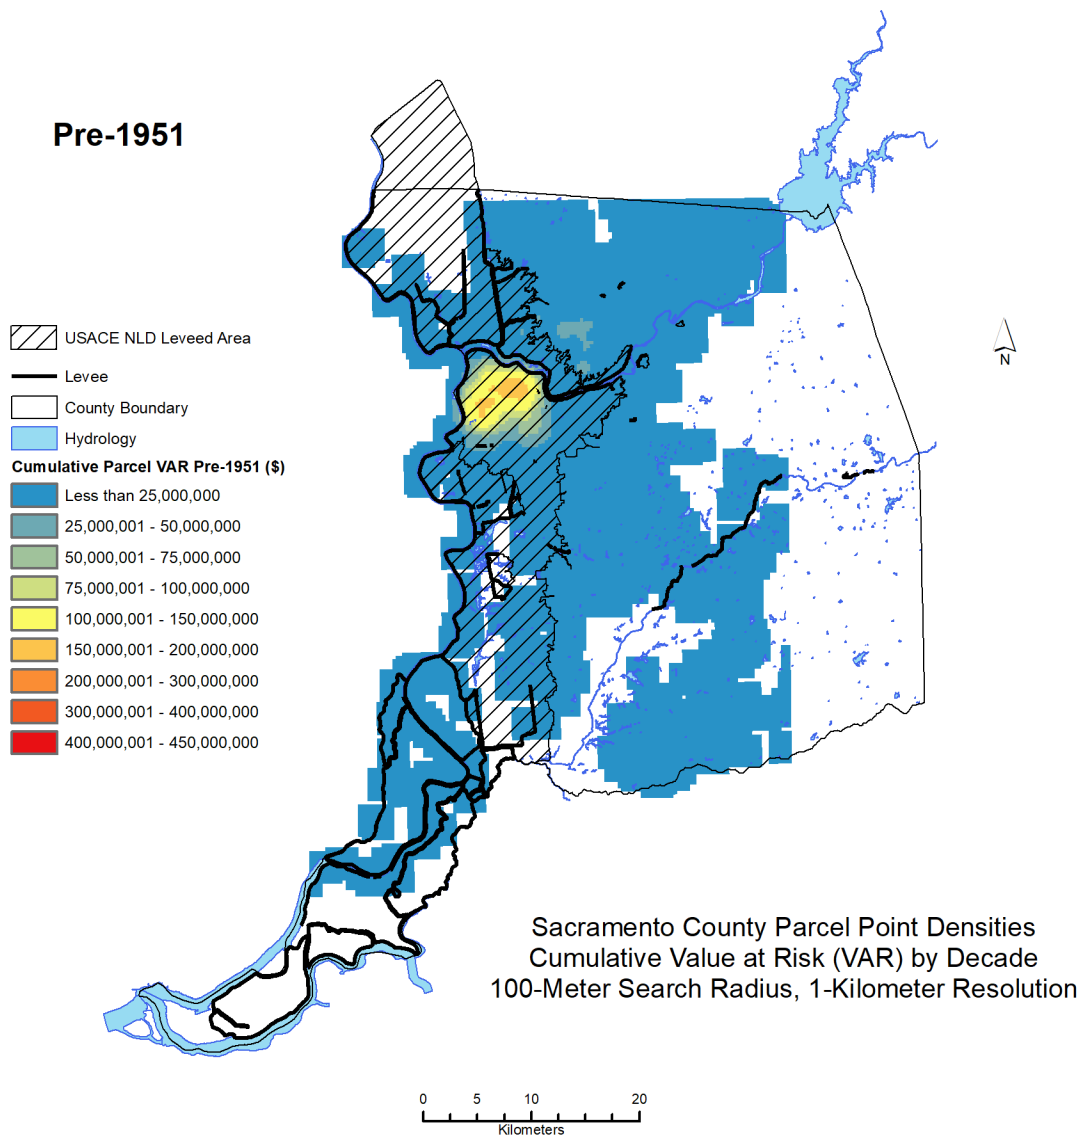 Pre-1951
USACE NLD Leveed Area
Levee
County Boundary
Hydrology
Cumulative Parcel VAR Pre-1951 ($)
Less than 25,000,000
25,000,001 - 50,000,000
50,000,001 - 75,000,000
75,000,001 - 100,000,000
100,000,001 - 150,000,000
150,000,001 - 200,000,000
200,000,001 - 300,000,000
300,000,001 - 400,000,000
400,000,001 - 450,000,000
N
Sacramento County Parcel Point Densities
Cumulative Value at Risk (VAR) by Decade
100-Meter Search Radius, 1-Kilometer Resolution
0 5 10 20
Kilometers